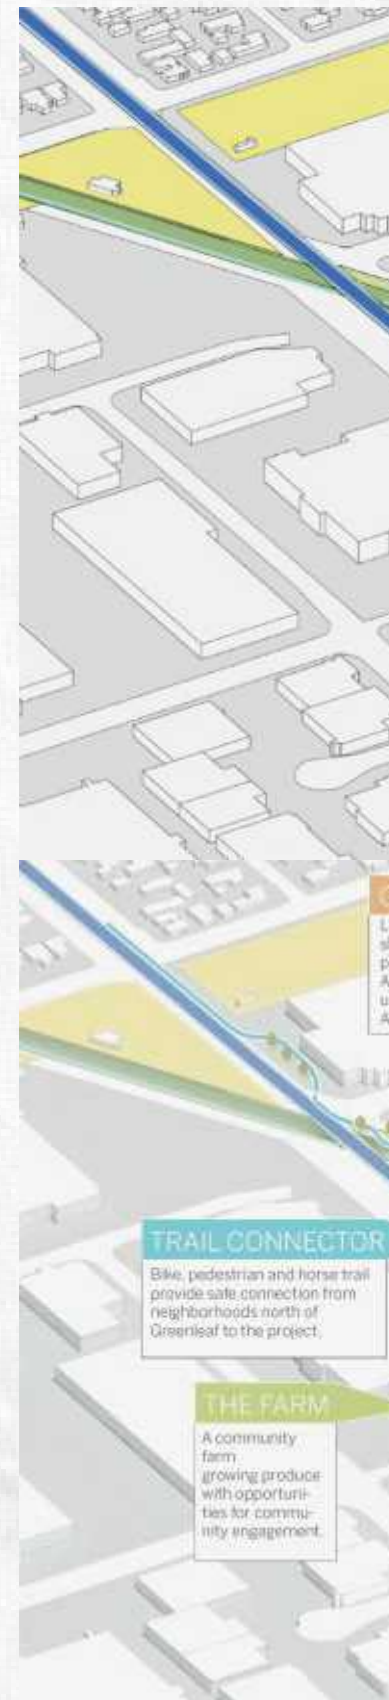 TRAIL CONNECTOR
Bike, pedestrian and horse trail
provide safe connection from
neighborhoods north of
Greenleaf to the project.
THE FARM
A community
farm
growing produce
with opportuni-
ties for commu-
nity engagement.